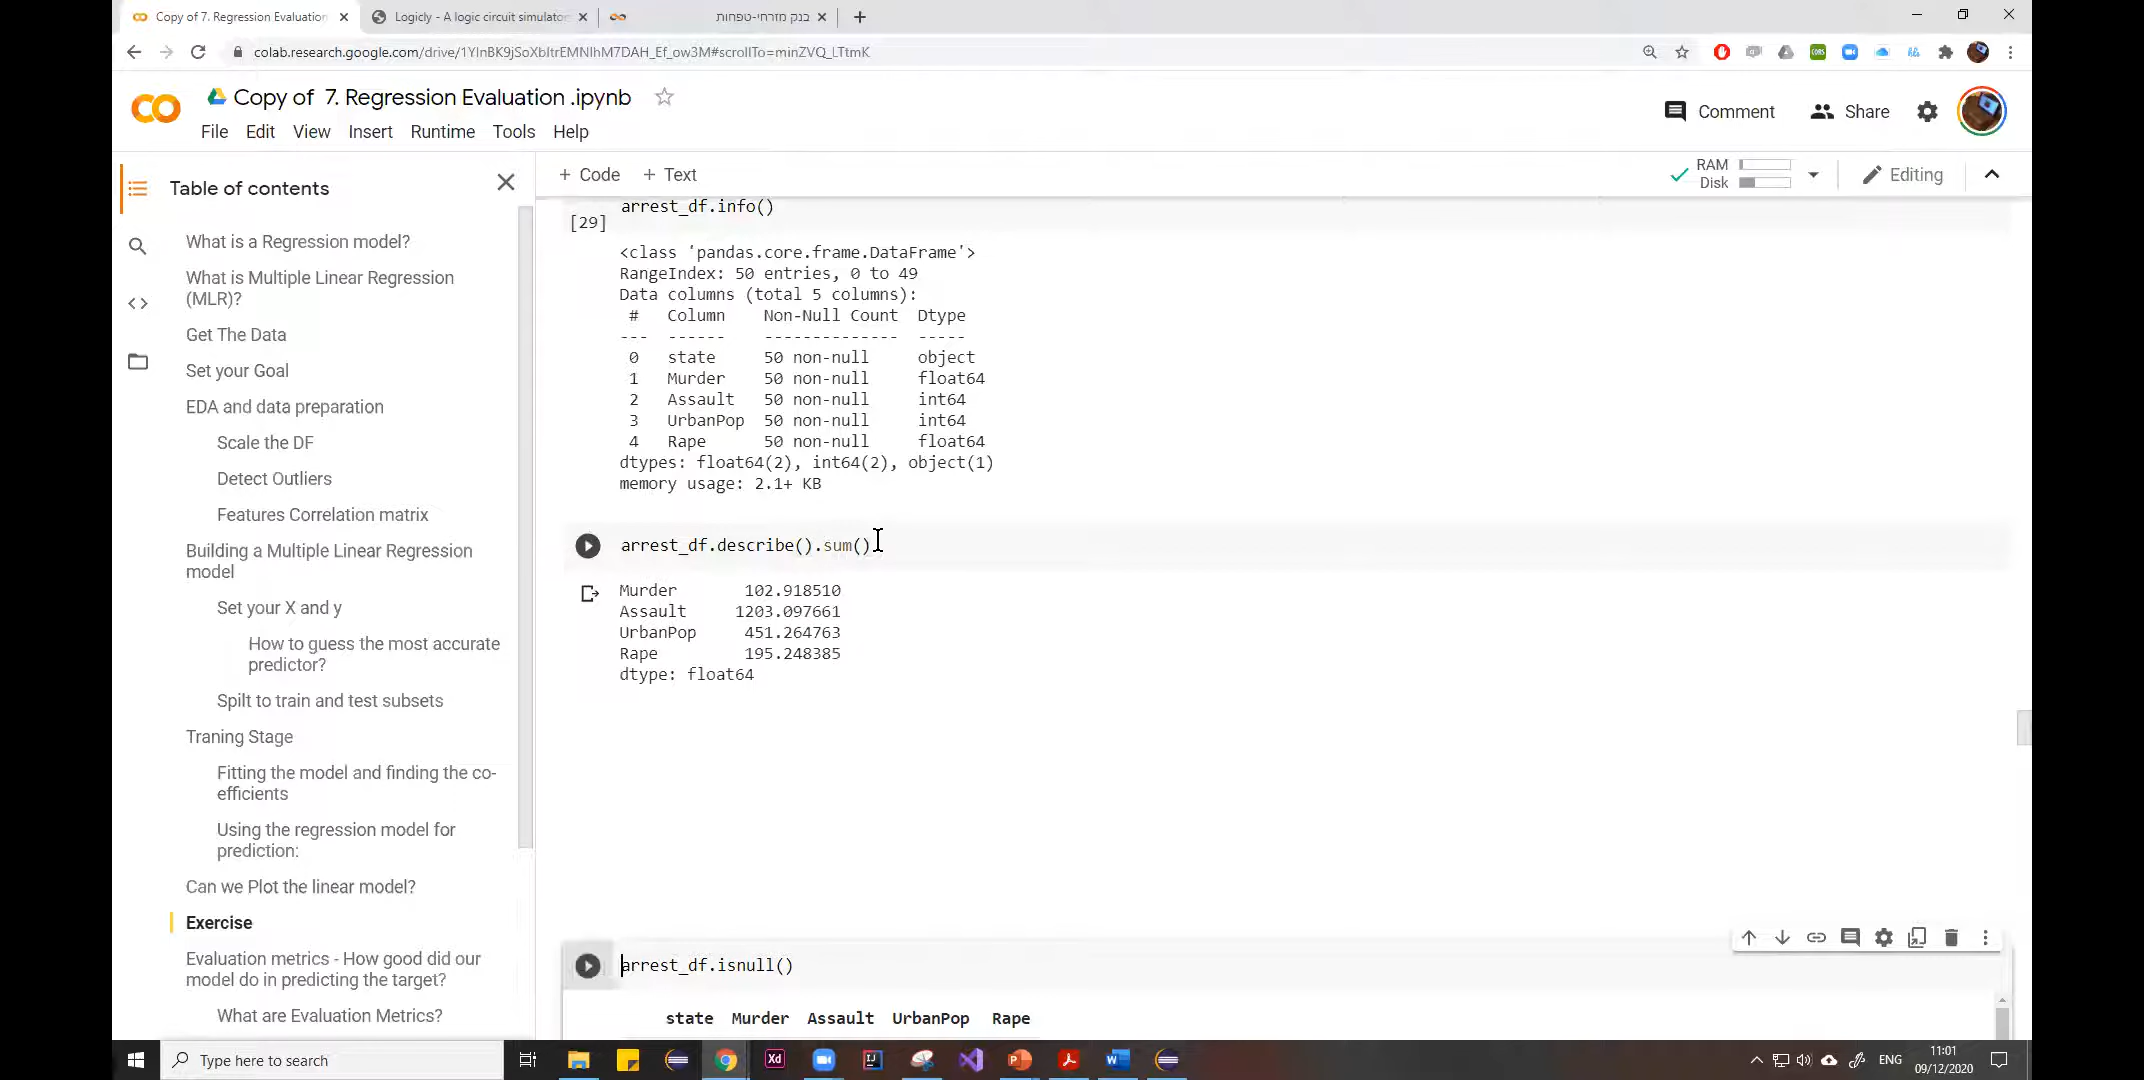 Copy of 7. Regression Evaluation
Logicly - A logic circuit simulator
בנק מזרחי-טפחות
colab.research.google.com/drive/1YlnBK9jSoXbItrEMNIhM7DAH_Ef_ow3M#scrollTo=minZVQ_LTtmK
Copy of 7. Regression Evaluation .ipynb
Comment
Share
File Edit View Insert Runtime Tools Help
Table of contents
+ Code + Text
RAM
Disk
Editing
What is a Regression model?
What is Multiple Linear Regression
(MLR)?
Get The Data
Set your Goal
EDA and data preparation
Scale the DF
Detect Outliers
Features Correlation matrix
Building a Multiple Linear Regression
model
Set your X and y
How to guess the most accurate
predictor?
Spilt to train and test subsets
Traning Stage
Fitting the model and finding the co-
efficients
Using the regression model for
prediction:
Can we Plot the linear model?
Exercise
Evaluation metrics - How good did our
model do in predicting the target?
What are Evaluation Metrics?
arrest_df.info()
[29]
<class 'pandas.core.frame.DataFrame'>
RangeIndex: 50 entries, 0 to 49
Data columns (total 5 columns):
# Column Non-Null Count Dtype
--- ------ -------------- -----
0 state 50 non-null object
1 Murder 50 non-null float64
2 Assault 50 non-null int64
3 UrbanPop 50 non-null int64
4 Rape 50 non-null float64
dtypes: float64(2), int64(2), object(1)
memory usage: 2.1+ KB
arrest_df.describe().sum()
Murder 102.918510
Assault 1203.097661
UrbanPop 451.264763
Rape 195.248385
dtype: float64
arrest_df.isnull()
state Murder Assault UrbanPop Rape
Type here to search
Xd
ENG
11:01
09/12/2020